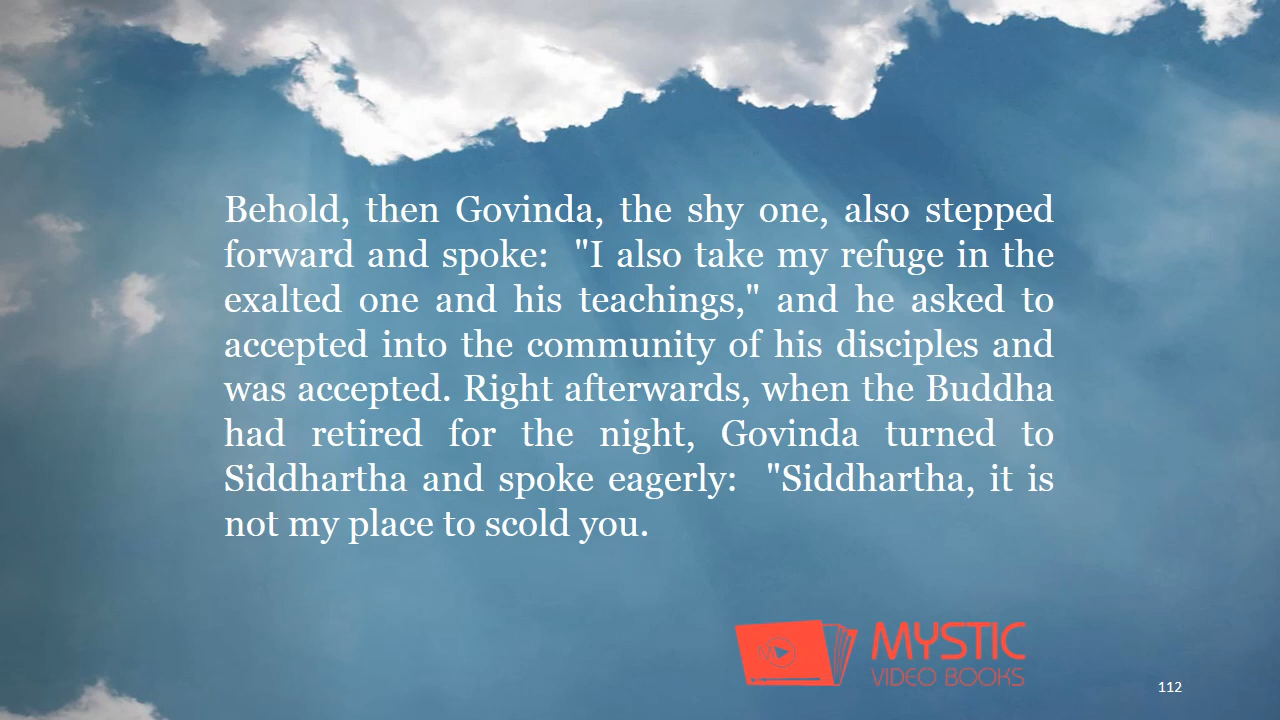 Behold, then Govinda, the shy one, also stepped
forward and spoke:  "I also take my refuge in the
exalted one and his teachings," and he asked to
accepted into the community of his disciples and
was accepted. Right afterwards, when the Buddha
had retired for the night, Govinda turned to
Siddhartha and spoke eagerly:  "Siddhartha, it is
not my place to scold you.
MYSTIC
VIDEO BOOKS
112